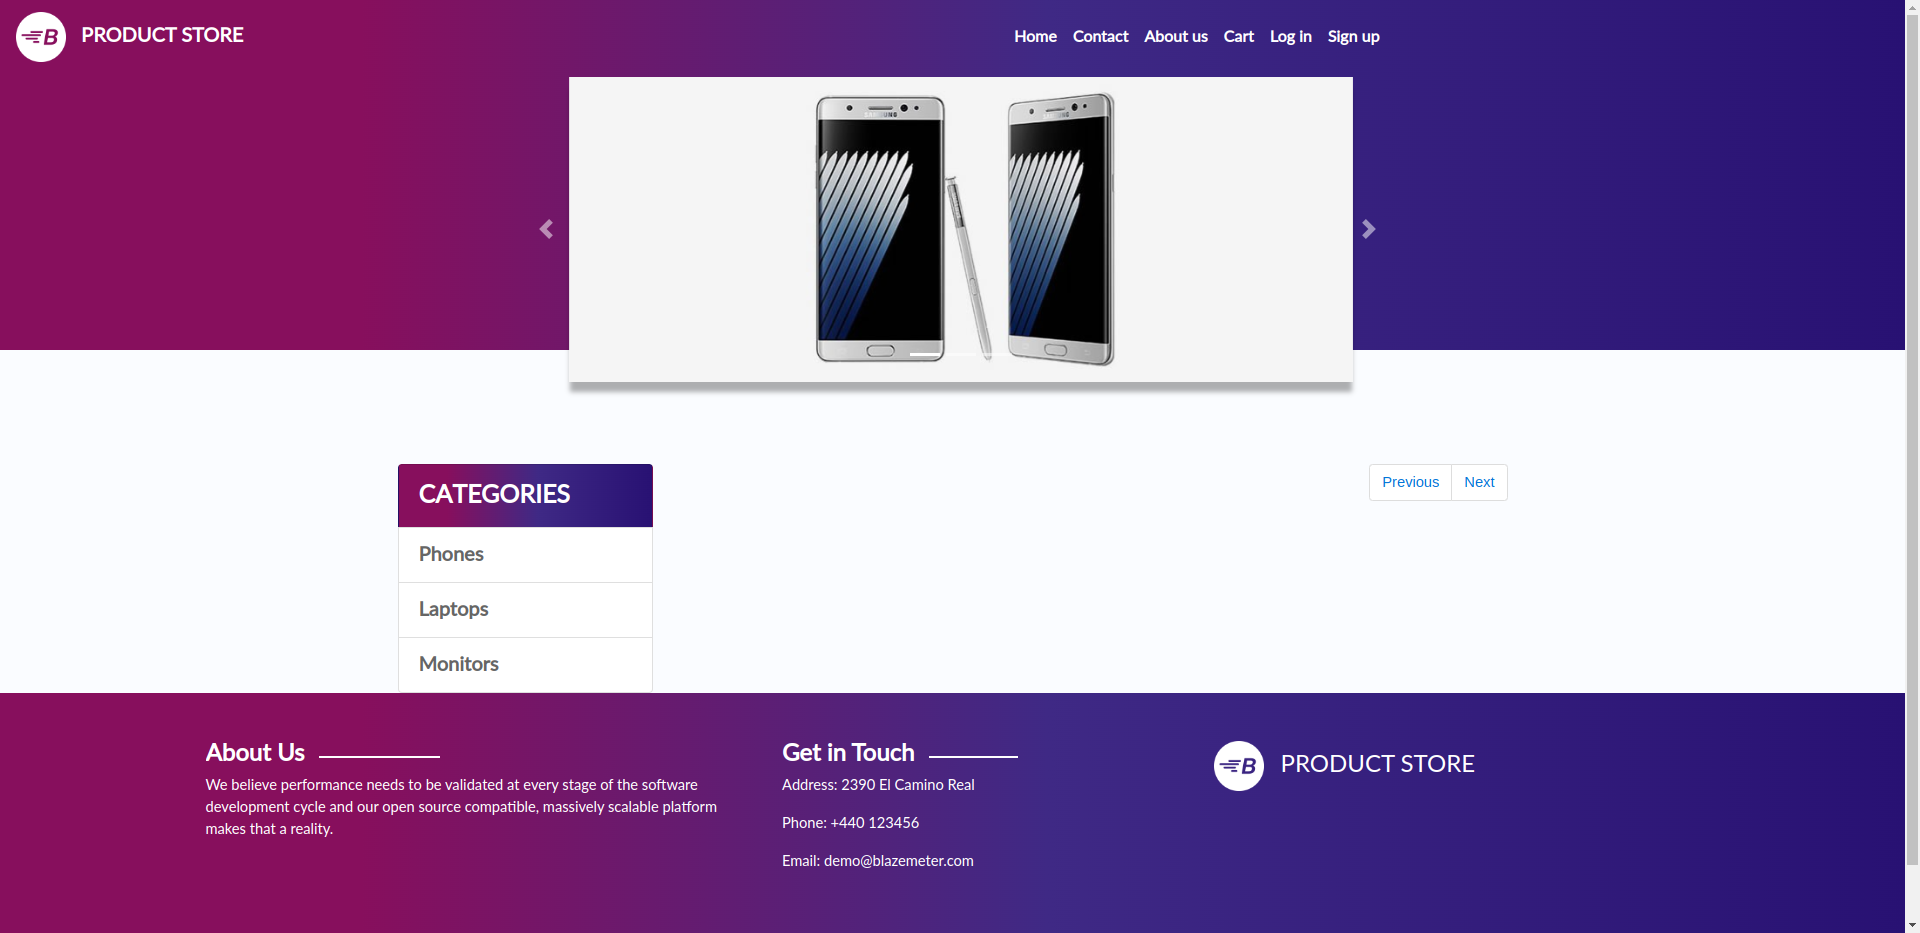 B PRODUCT STORE
Home Contact About us Cart Log in Sign up
SAMSUNG SAMSUNG
CATEGORIES
Phones
Laptops
Monitors
Previous Next
About Us
We believe performance needs to be validated at every stage of the software
development cycle and our open source compatible, massively scalable platform
makes that a reality.
Get in Touch
Address: 2390 El Camino Real
Phone: +440 123456
Email: demo@blazemeter.com
B PRODUCT STORE